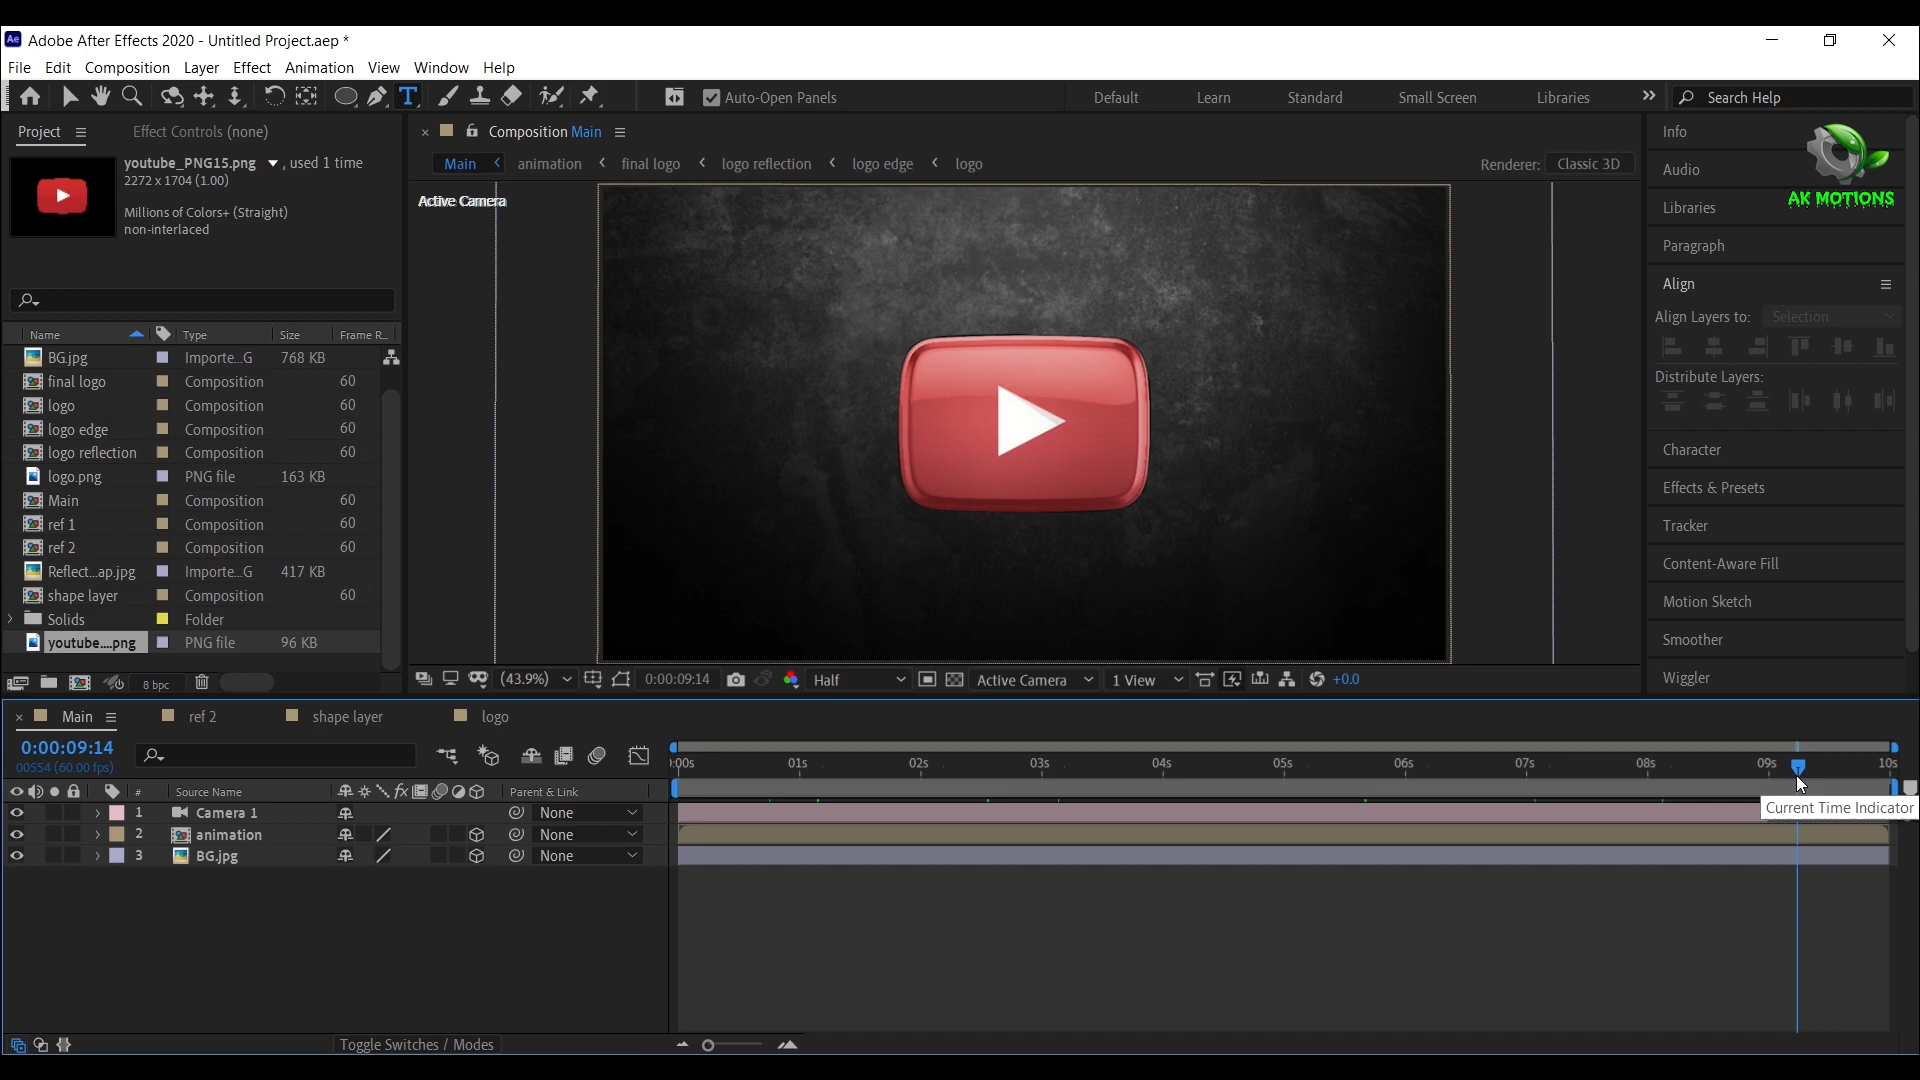 Ae Adobe After Effects 2020 - Untitled Project.aep *
File Edit Composition Layer Effect Animation View Window Help
Auto-Open Panels Default Learn Standard Small Screen Libraries Search Help
Project Effect Controls (none)
youtube_PNG15.png , used 1 time
2272 x 1704 (1.00)
Millions of Colors+ (Straight)
non-interlaced
Name Type Size Frame R...
BG.jpg Importe...G 768 KB
final logo Composition 60
logo Composition 60
logo edge Composition 60
logo reflection Composition 60
logo.png PNG file 163 KB
Main Composition 60
ref 1 Composition 60
ref 2 Composition 60
Reflect...ap.jpg Importe...G 417 KB
shape layer Composition 60
Solids Folder
youtube....png PNG file 96 KB
8 bpc
Composition Main
Main animation final logo logo reflection logo edge logo
Renderer: Classic 3D
Active Camera
(43.9%) 0:00:09:14 Half Active Camera 1 View +0.0
Info
Audio
AK MOTIONS
Libraries
Paragraph
Align
Align Layers to: Selection
Distribute Layers:
Character
Effects & Presets
Tracker
Content-Aware Fill
Motion Sketch
Smoother
Wiggler
Main ref 2 shape layer logo
0:00:09:14
00554 (60.00 fps)
:00s 01s 02s 03s 04s 05s 06s 07s 08s 09s 10s
# Source Name fx Parent & Link
1 Camera 1 None
2 animation None
3 BG.jpg None
Current Time Indicator
Toggle Switches / Modes